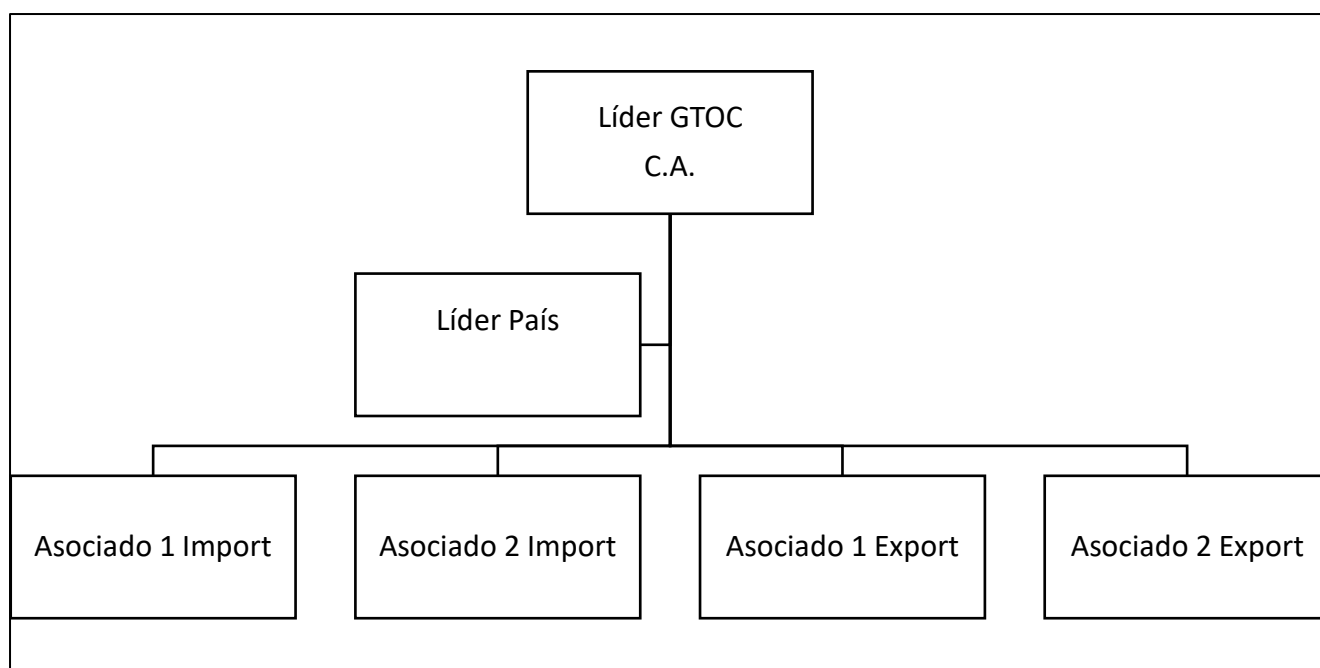 Líder GTOC
C.A.
Líder País
Asociado 1 Import
Asociado 2 Import
Asociado 1 Export
Asociado 2 Export